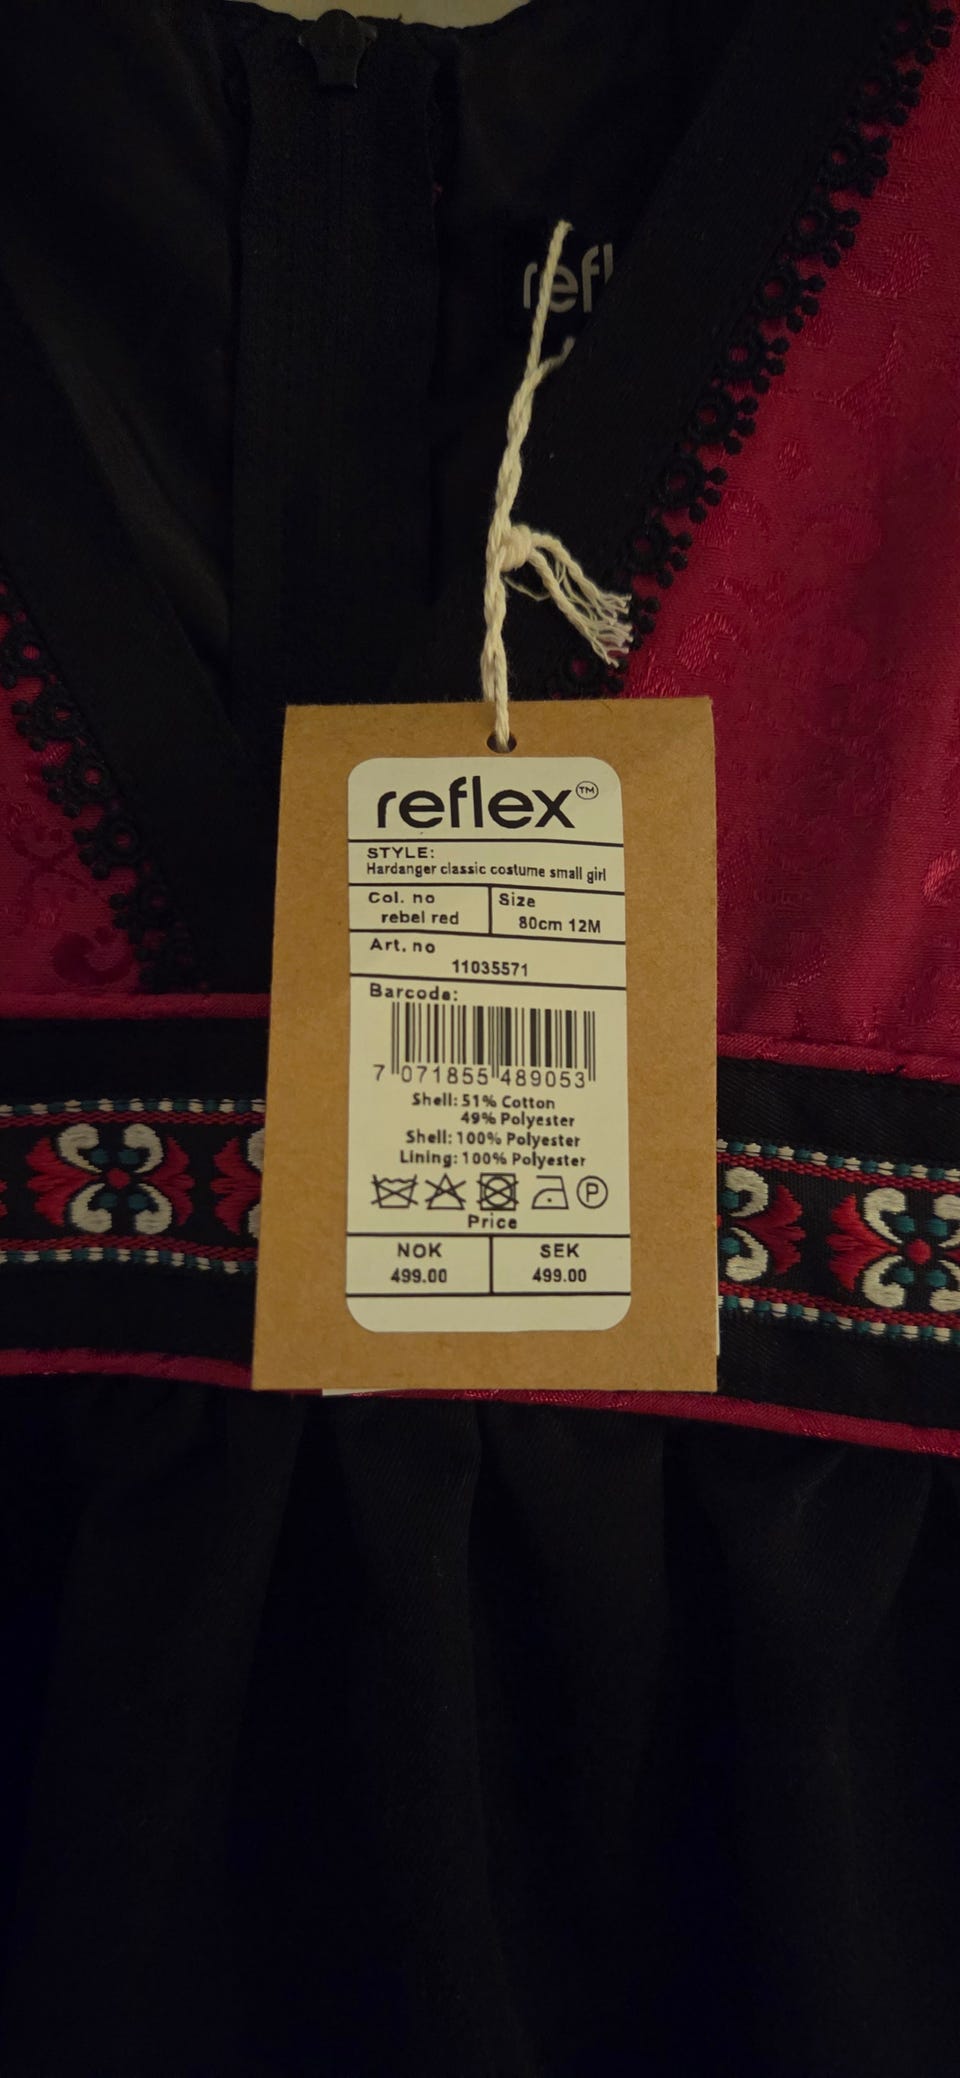 refl
reflex™
STYLE:
Hardanger classic costume small girl
Col. no
rebel red
Size
80cm 12M
Art. no
11035571
Barcode:
7 071855 489053
Shell: 51% Cotton
49% Polyester
Shell: 100% Polyester
Lining: 100% Polyester
P
Price
NOK
499.00
SEK
499.00